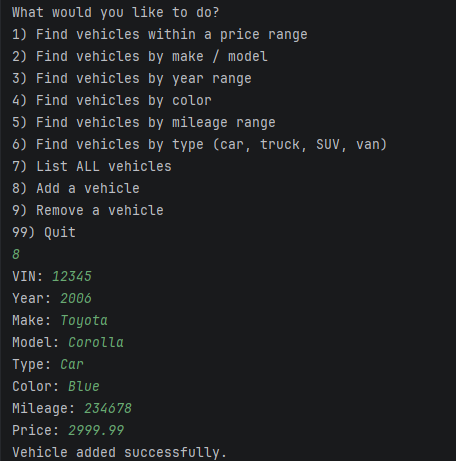 What would you like to do?
1) Find vehicles within a price range
2) Find vehicles by make / model
3) Find vehicles by year range
4) Find vehicles by color
5) Find vehicles by mileage range
6) Find vehicles by type (car, truck, SUV, van)
7) List ALL vehicles
8) Add a vehicle
9) Remove a vehicle
99) Quit
8
VIN: 12345
Year: 2006
Make: Toyota
Model: Corolla
Type: Car
Color: Blue
Mileage: 234678
Price: 2999.99
Vehicle added successfully.